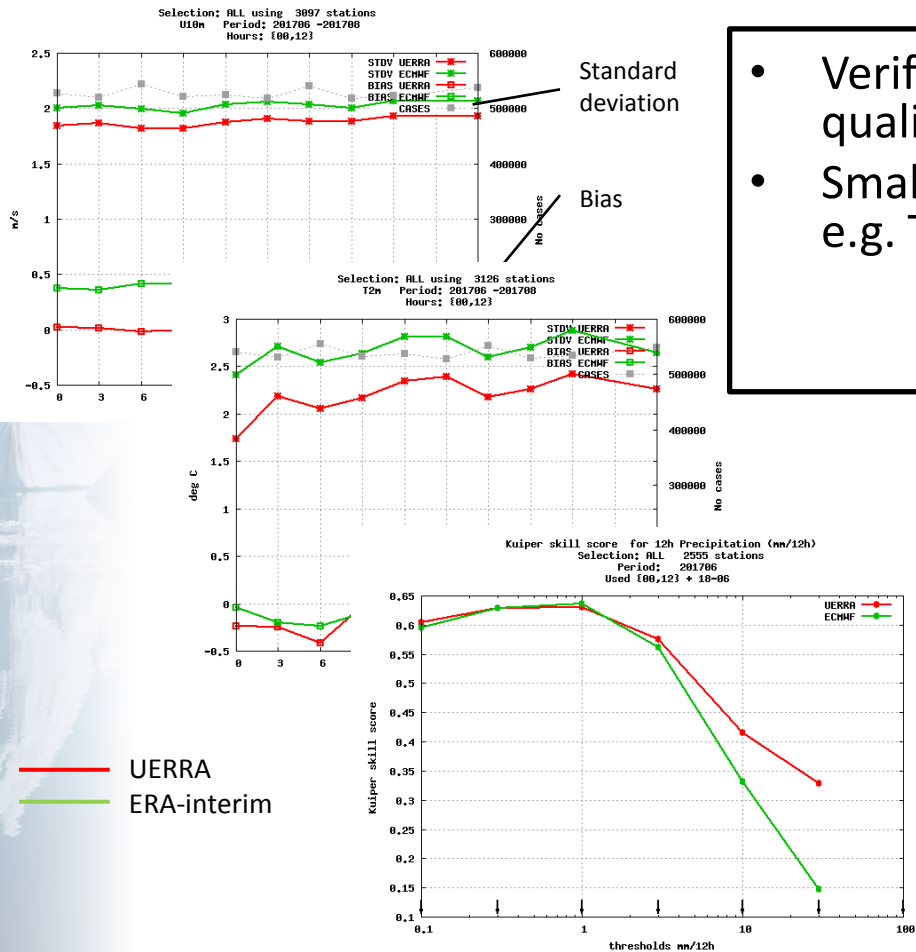 Selection: ALL using 3097 stations
U10m Period: 201706 -201708
Hours: {00,12}
2.5
2
1.5
1
0.5
0
-0.5
m/s
600000
500000
400000
300000
No cases
STDV UERRA
STDV ECMWF
BIAS UERRA
BIAS ECMWF
CASES
0 3 6
Standard
deviation
Bias
•
•
Selection: ALL using 3126 stations
T2m Period: 201706 -201708
Hours: {00,12}
3
2.5
2
1.5
1
0.5
0
-0.5
deg C
600000
500000
400000
300000
No cases
STDV UERRA
STDV ECMWF
BIAS UERRA
BIAS ECMWF
CASES
0 3 6
e.g.
Kuiper skill score for 12h Precipitation (mm/12h)
Selection: ALL 2555 stations
Period: 201706
Used {00,12} + 18-06
0.65
0.6
0.55
0.5
0.45
0.4
0.35
0.3
0.25
0.2
0.15
0.1
Kuiper skill score
UERRA
ECMWF
0.1 1 10 100
thresholds mm/12h
UERRA
ERA-interim